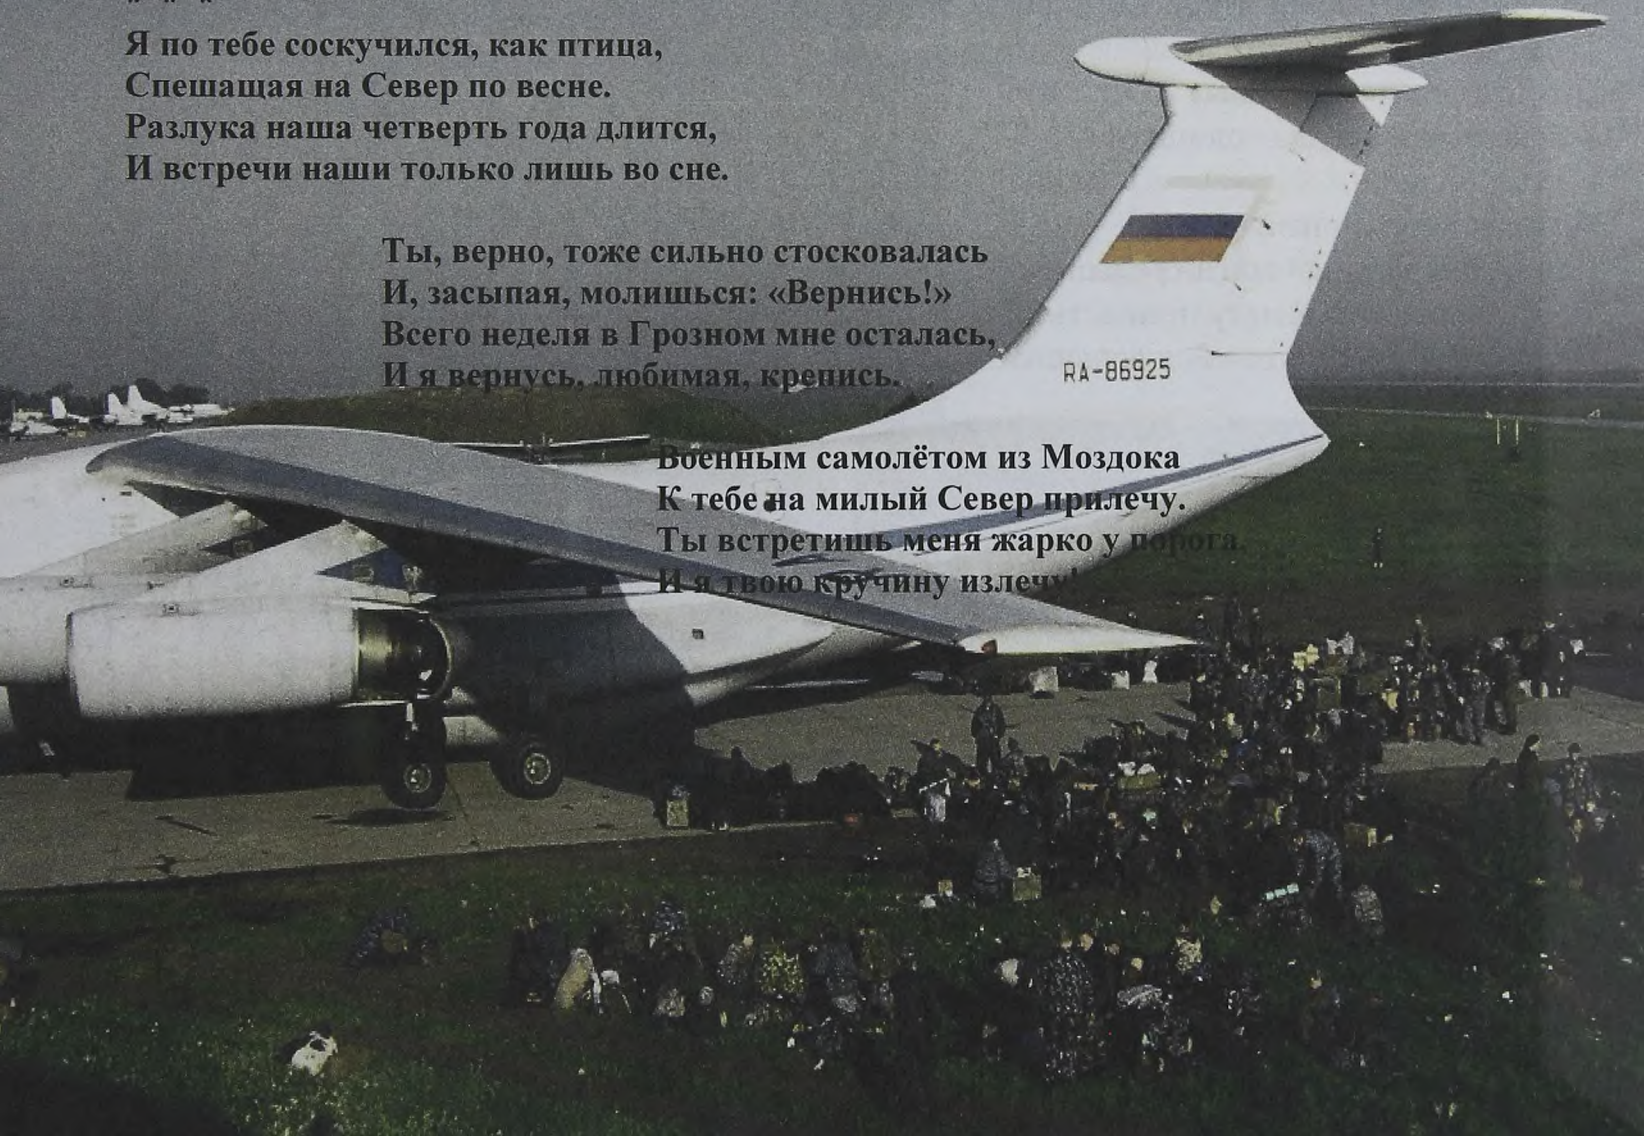 * * *
Я по тебе соскучился, как птица,
Спешащая на Север по весне.
Разлука наша четверть года длится,
И встречи наши только лишь во сне.
Ты, верно, тоже сильно стосковалась
И, засыпая, молишься: «Вернись!»
Всего неделя в Грозном мне осталась,
И я вернусь, любимая, крепись.
RA-86925
Военным самолётом из Моздока
К тебе на милый Север прилечу.
Ты встретишь меня жарко у порога
И я твою кручину излечу!